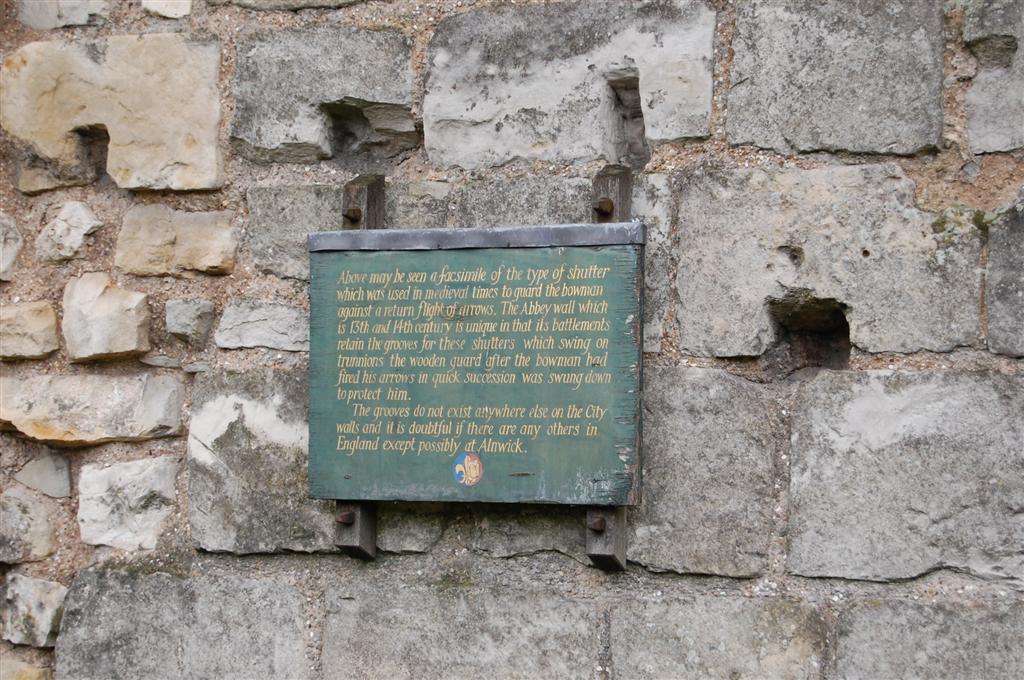 Above may be seen a facsimile of the type of shutter
which was used in medieval times to guard the bowman
against a return flight of arrows. The Abbey wall which
is 13th and 14th century is unique in that its battlements
retain the grooves for these shutters which swing on
trunnions the wooden guard after the bowman had
fired his arrows in quick succession was swung down
to protect him.
The grooves do not exist anywhere else on the City
walls and it is doubtful if there are any others in
England except possibly at Alnwick.